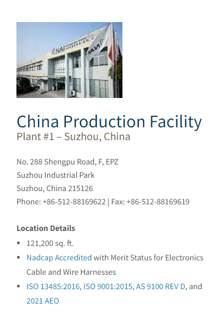 NAI
China Production Facility
Plant #1 – Suzhou, China
No. 288 Shengpu Road, F, EPZ
Suzhou Industrial Park
Suzhou, China 215126
Phone: +86-512-88169622 | Fax: +86-512-88169619
Location Details
• 121,200 sq. ft.
• Nadcap Accredited with Merit Status for Electronics
Cable and Wire Harnesses
• ISO 13485:2016, ISO 9001:2015, AS 9100 REV D, and
2021 AEO